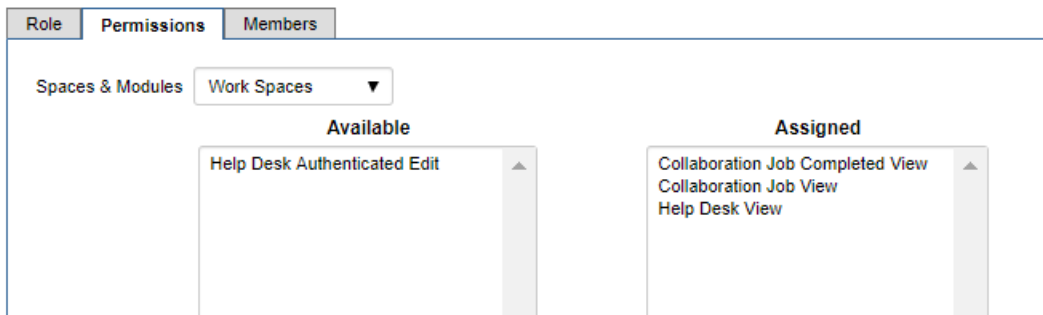 Role Permissions Members
Spaces & Modules Work Spaces
Available Assigned
Help Desk Authenticated Edit
Collaboration Job Completed View
Collaboration Job View
Help Desk View